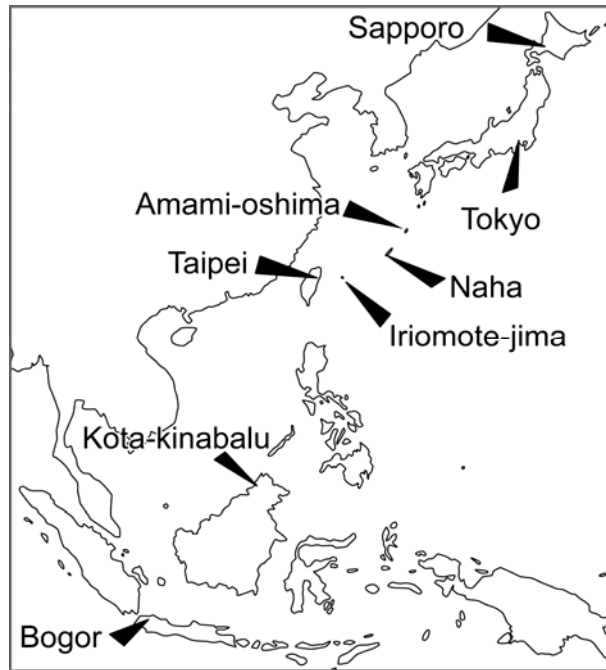 Sapporo
Amami-oshima
Tokyo
Taipei
Naha
Iriomote-jima
Kota-kinabalu
Bogor